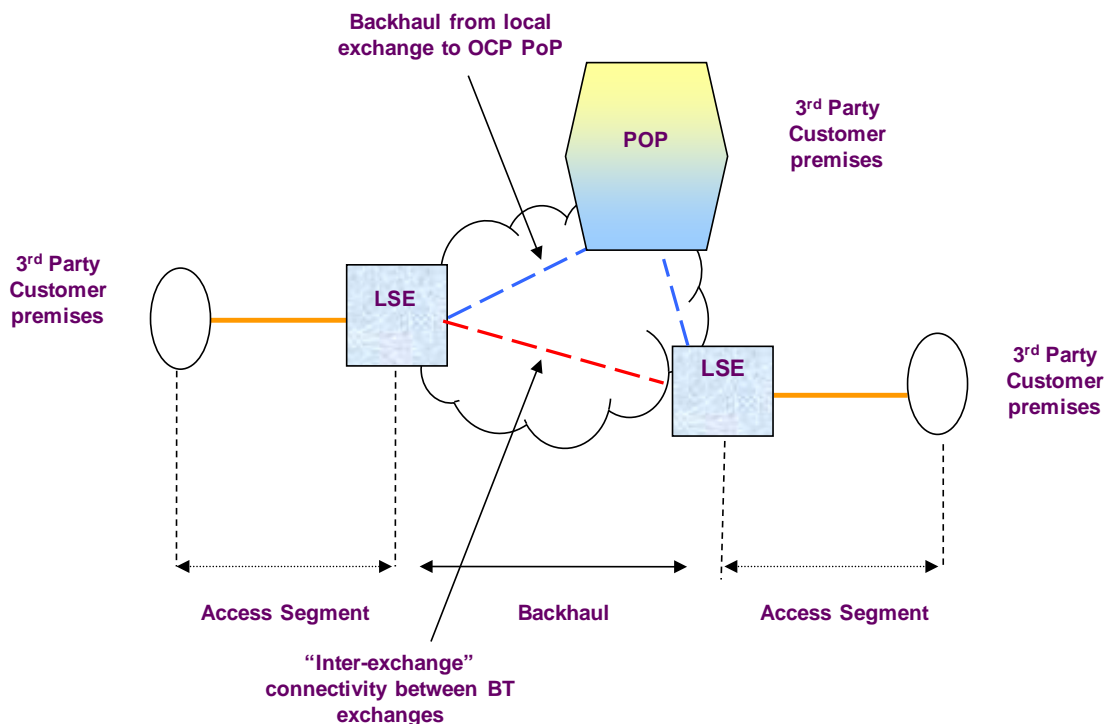 Backhaul from local
exchange to OCP PoP
POP
3rd Party
Customer
premises
3rd Party
Customer
premises
LSE
LSE
3rd Party
Customer
premises
Access Segment
Backhaul
Access Segment
“Inter-exchange”
connectivity between BT
exchanges